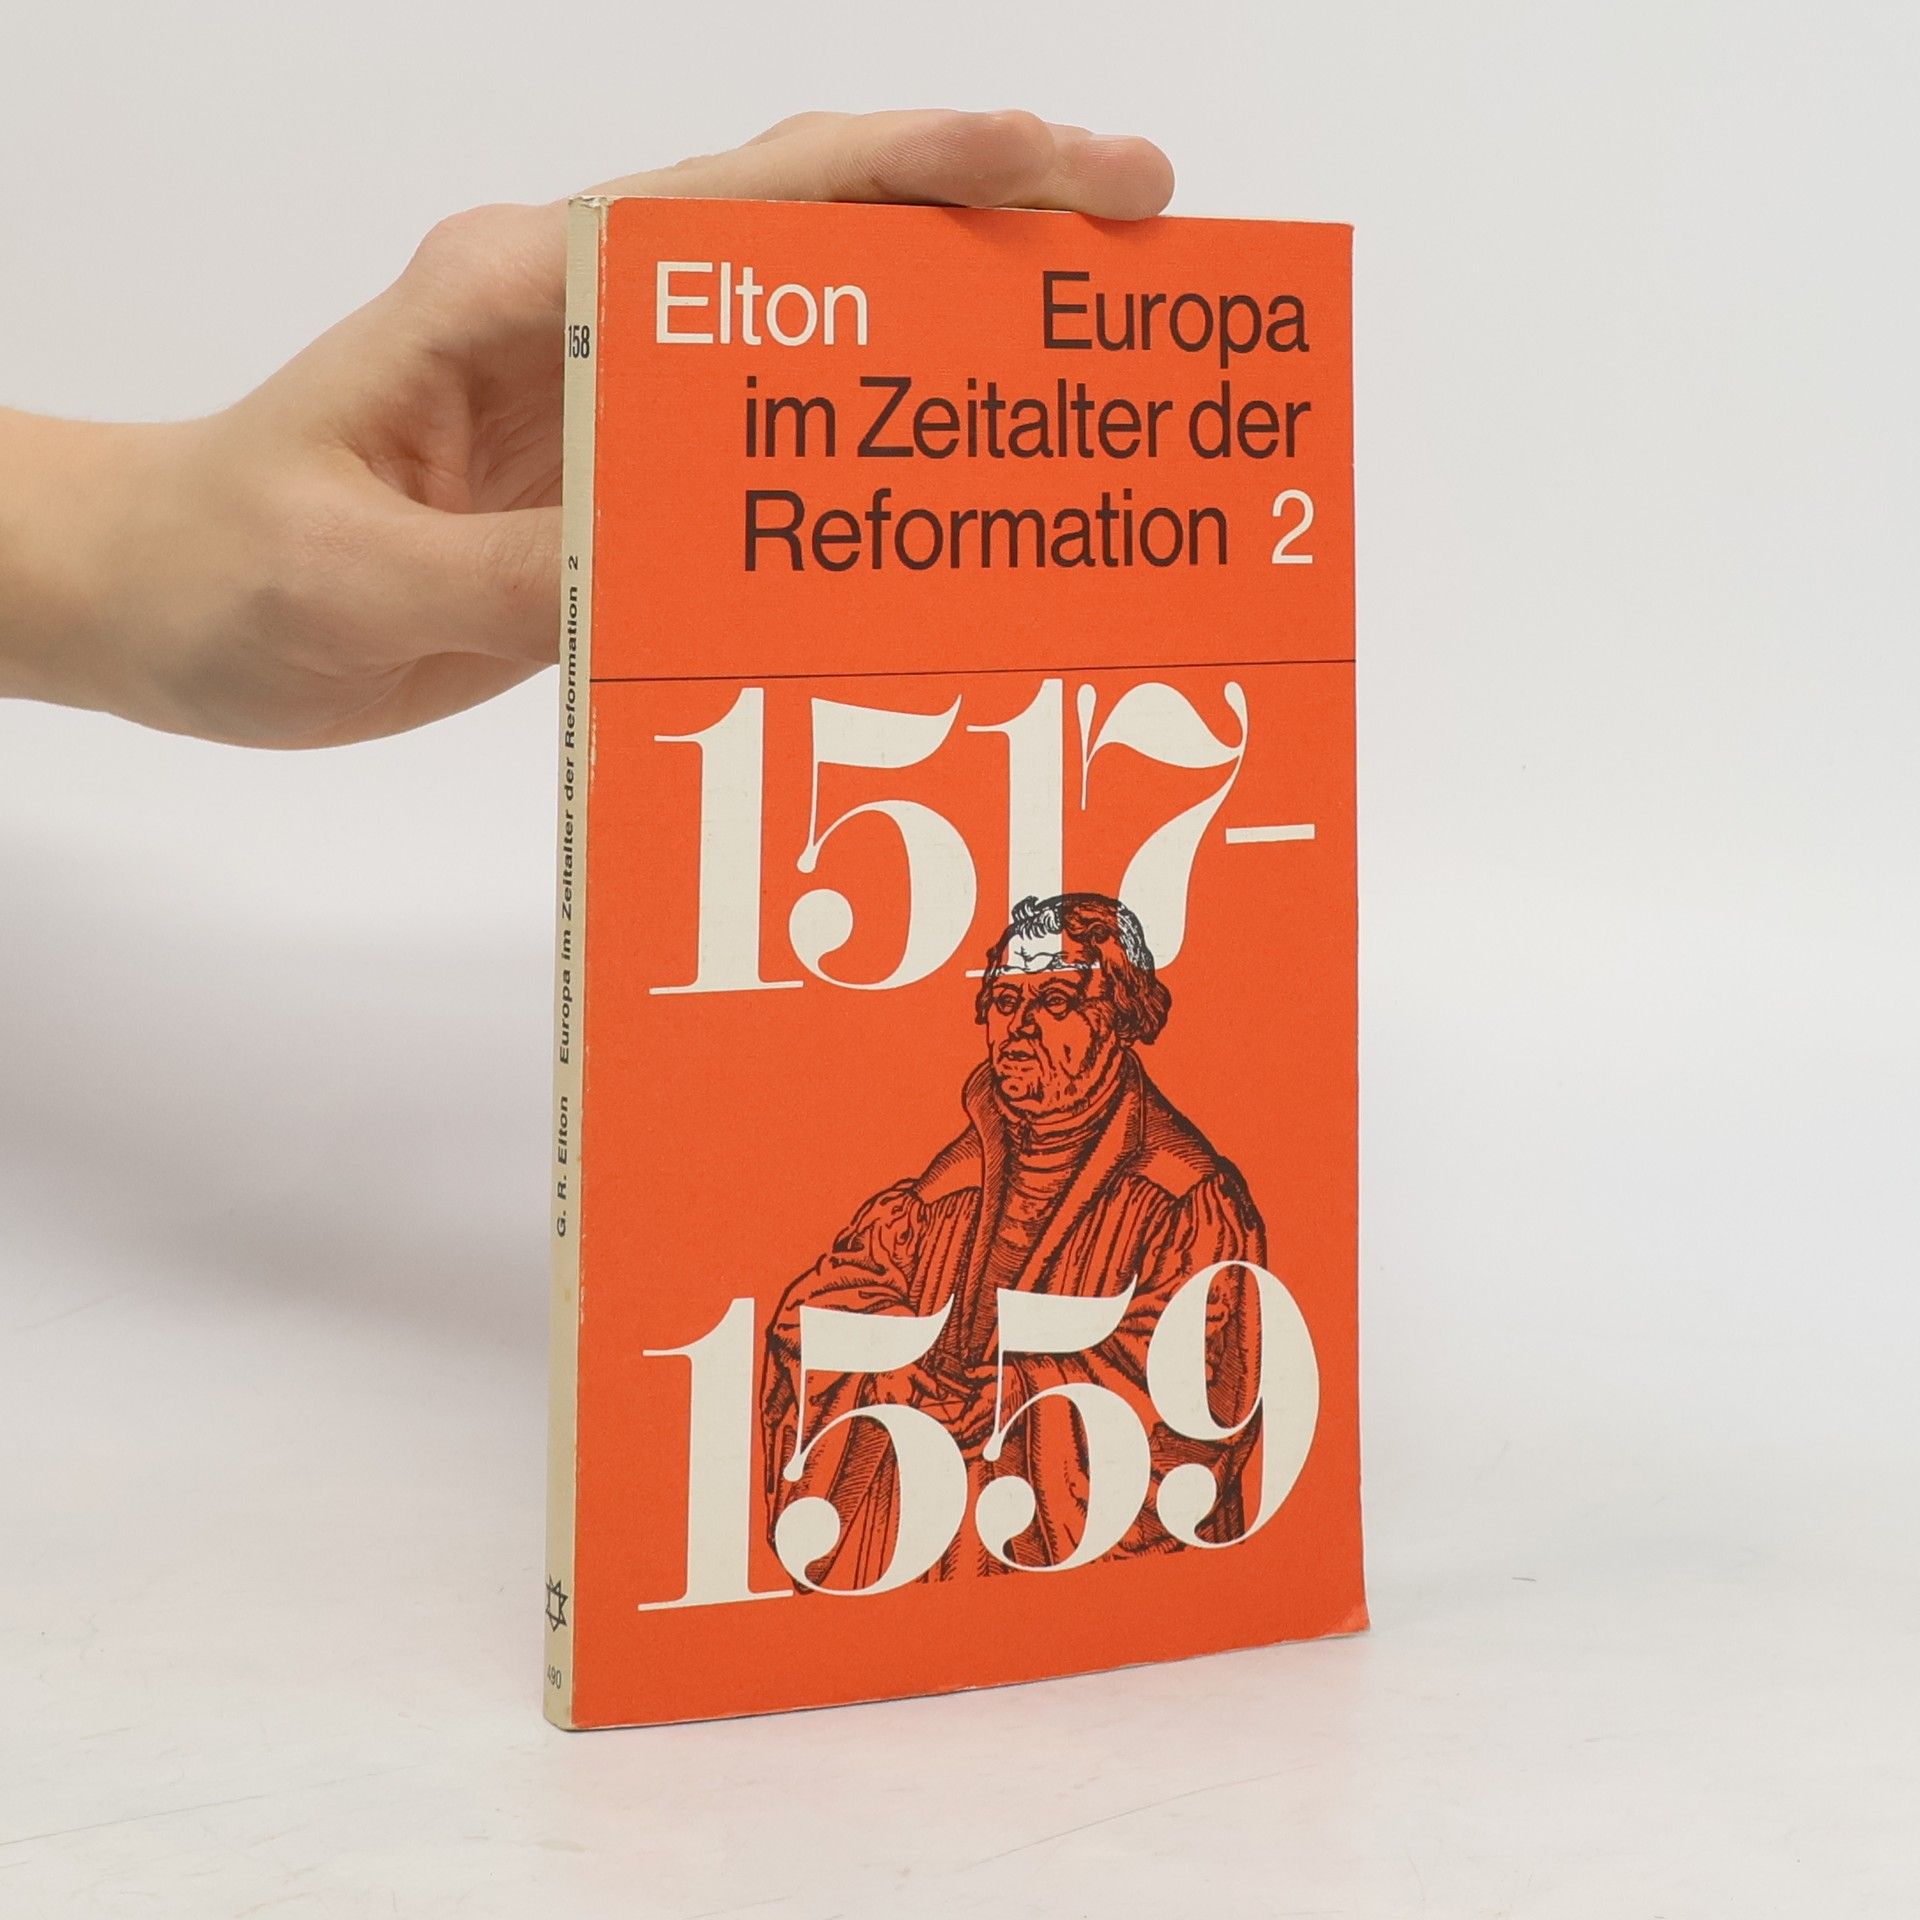 Elton Europa
im Zeitalter der
Reformation 2
1517–
1559
158
G. R. Elton Europa im Zeitalter der Reformation 2
490